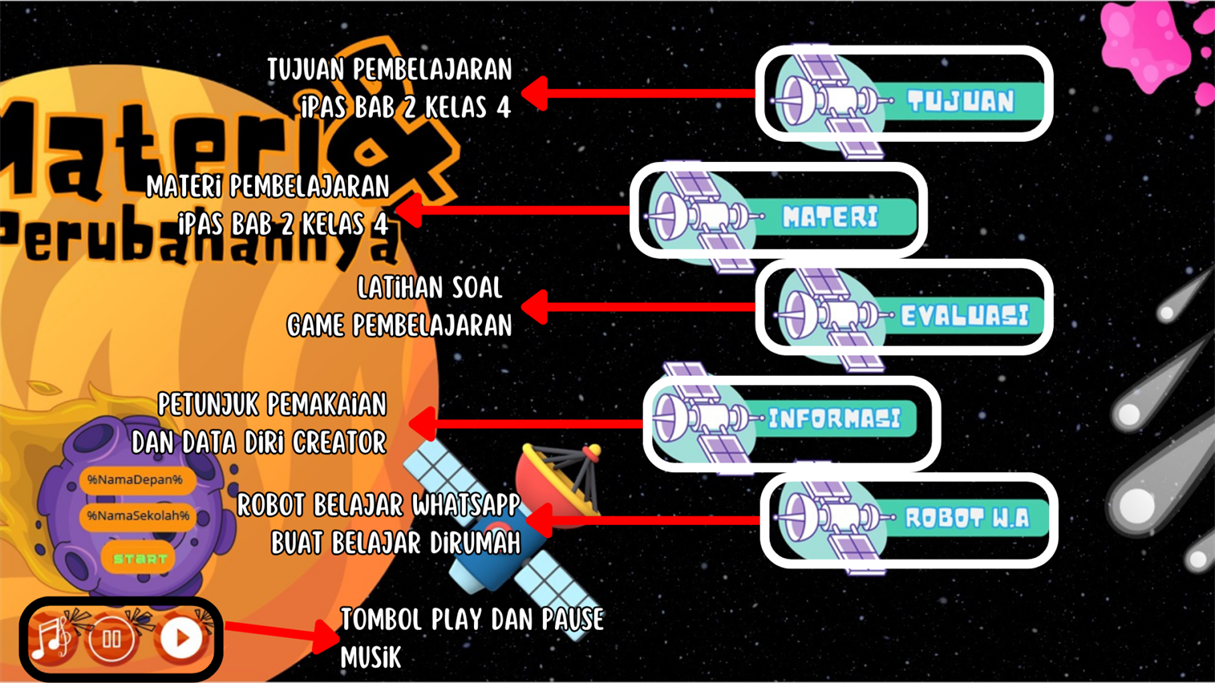 TUJUAN PEMBELAJARAN
iPAS BAB 2 KELAS 4
TUJUAN
Materi &
Perubahannya
MATERi PEMBELAJARAN
iPAS BAB 2 KELAS 4
MATERI
LATiHAN SOAL
GAME PEMBELAJARAN
EVALUASI
PETUNJUK PEMAKAiAN
DAN DATA DiRi CREATOR
INFORMASI
%NamaDepan%
%NamaSekolah%
START
ROBOT BELAJAR WHATSAPP
BUAT BELAJAR DiRUMAH
ROBOT W.A
TOMBOL PLAY DAN PAUSE
MUSiK